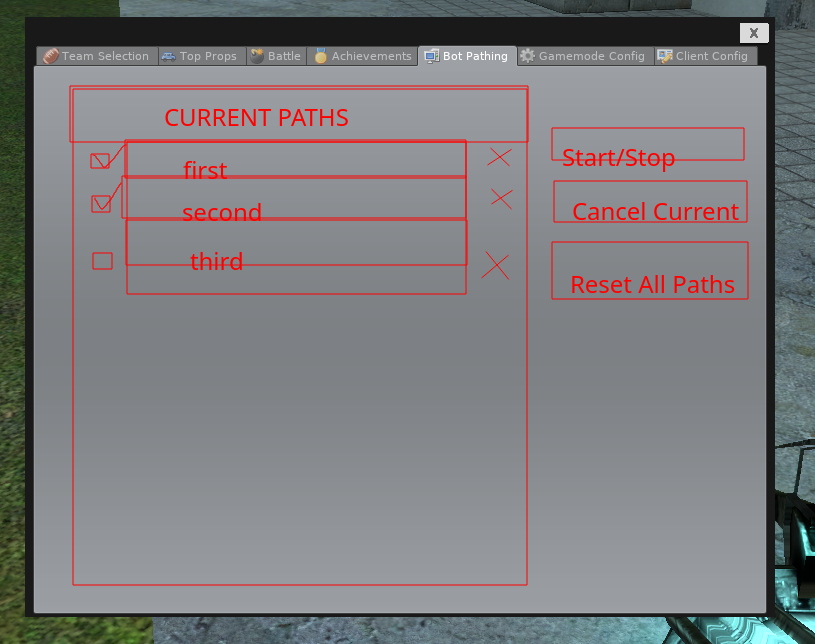 X
Team Selection Top Props Battle Achievements Bot Pathing Gamemode Config Client Config
CURRENT PATHS
first
second
third
Start/Stop
Cancel Current
Reset All Paths